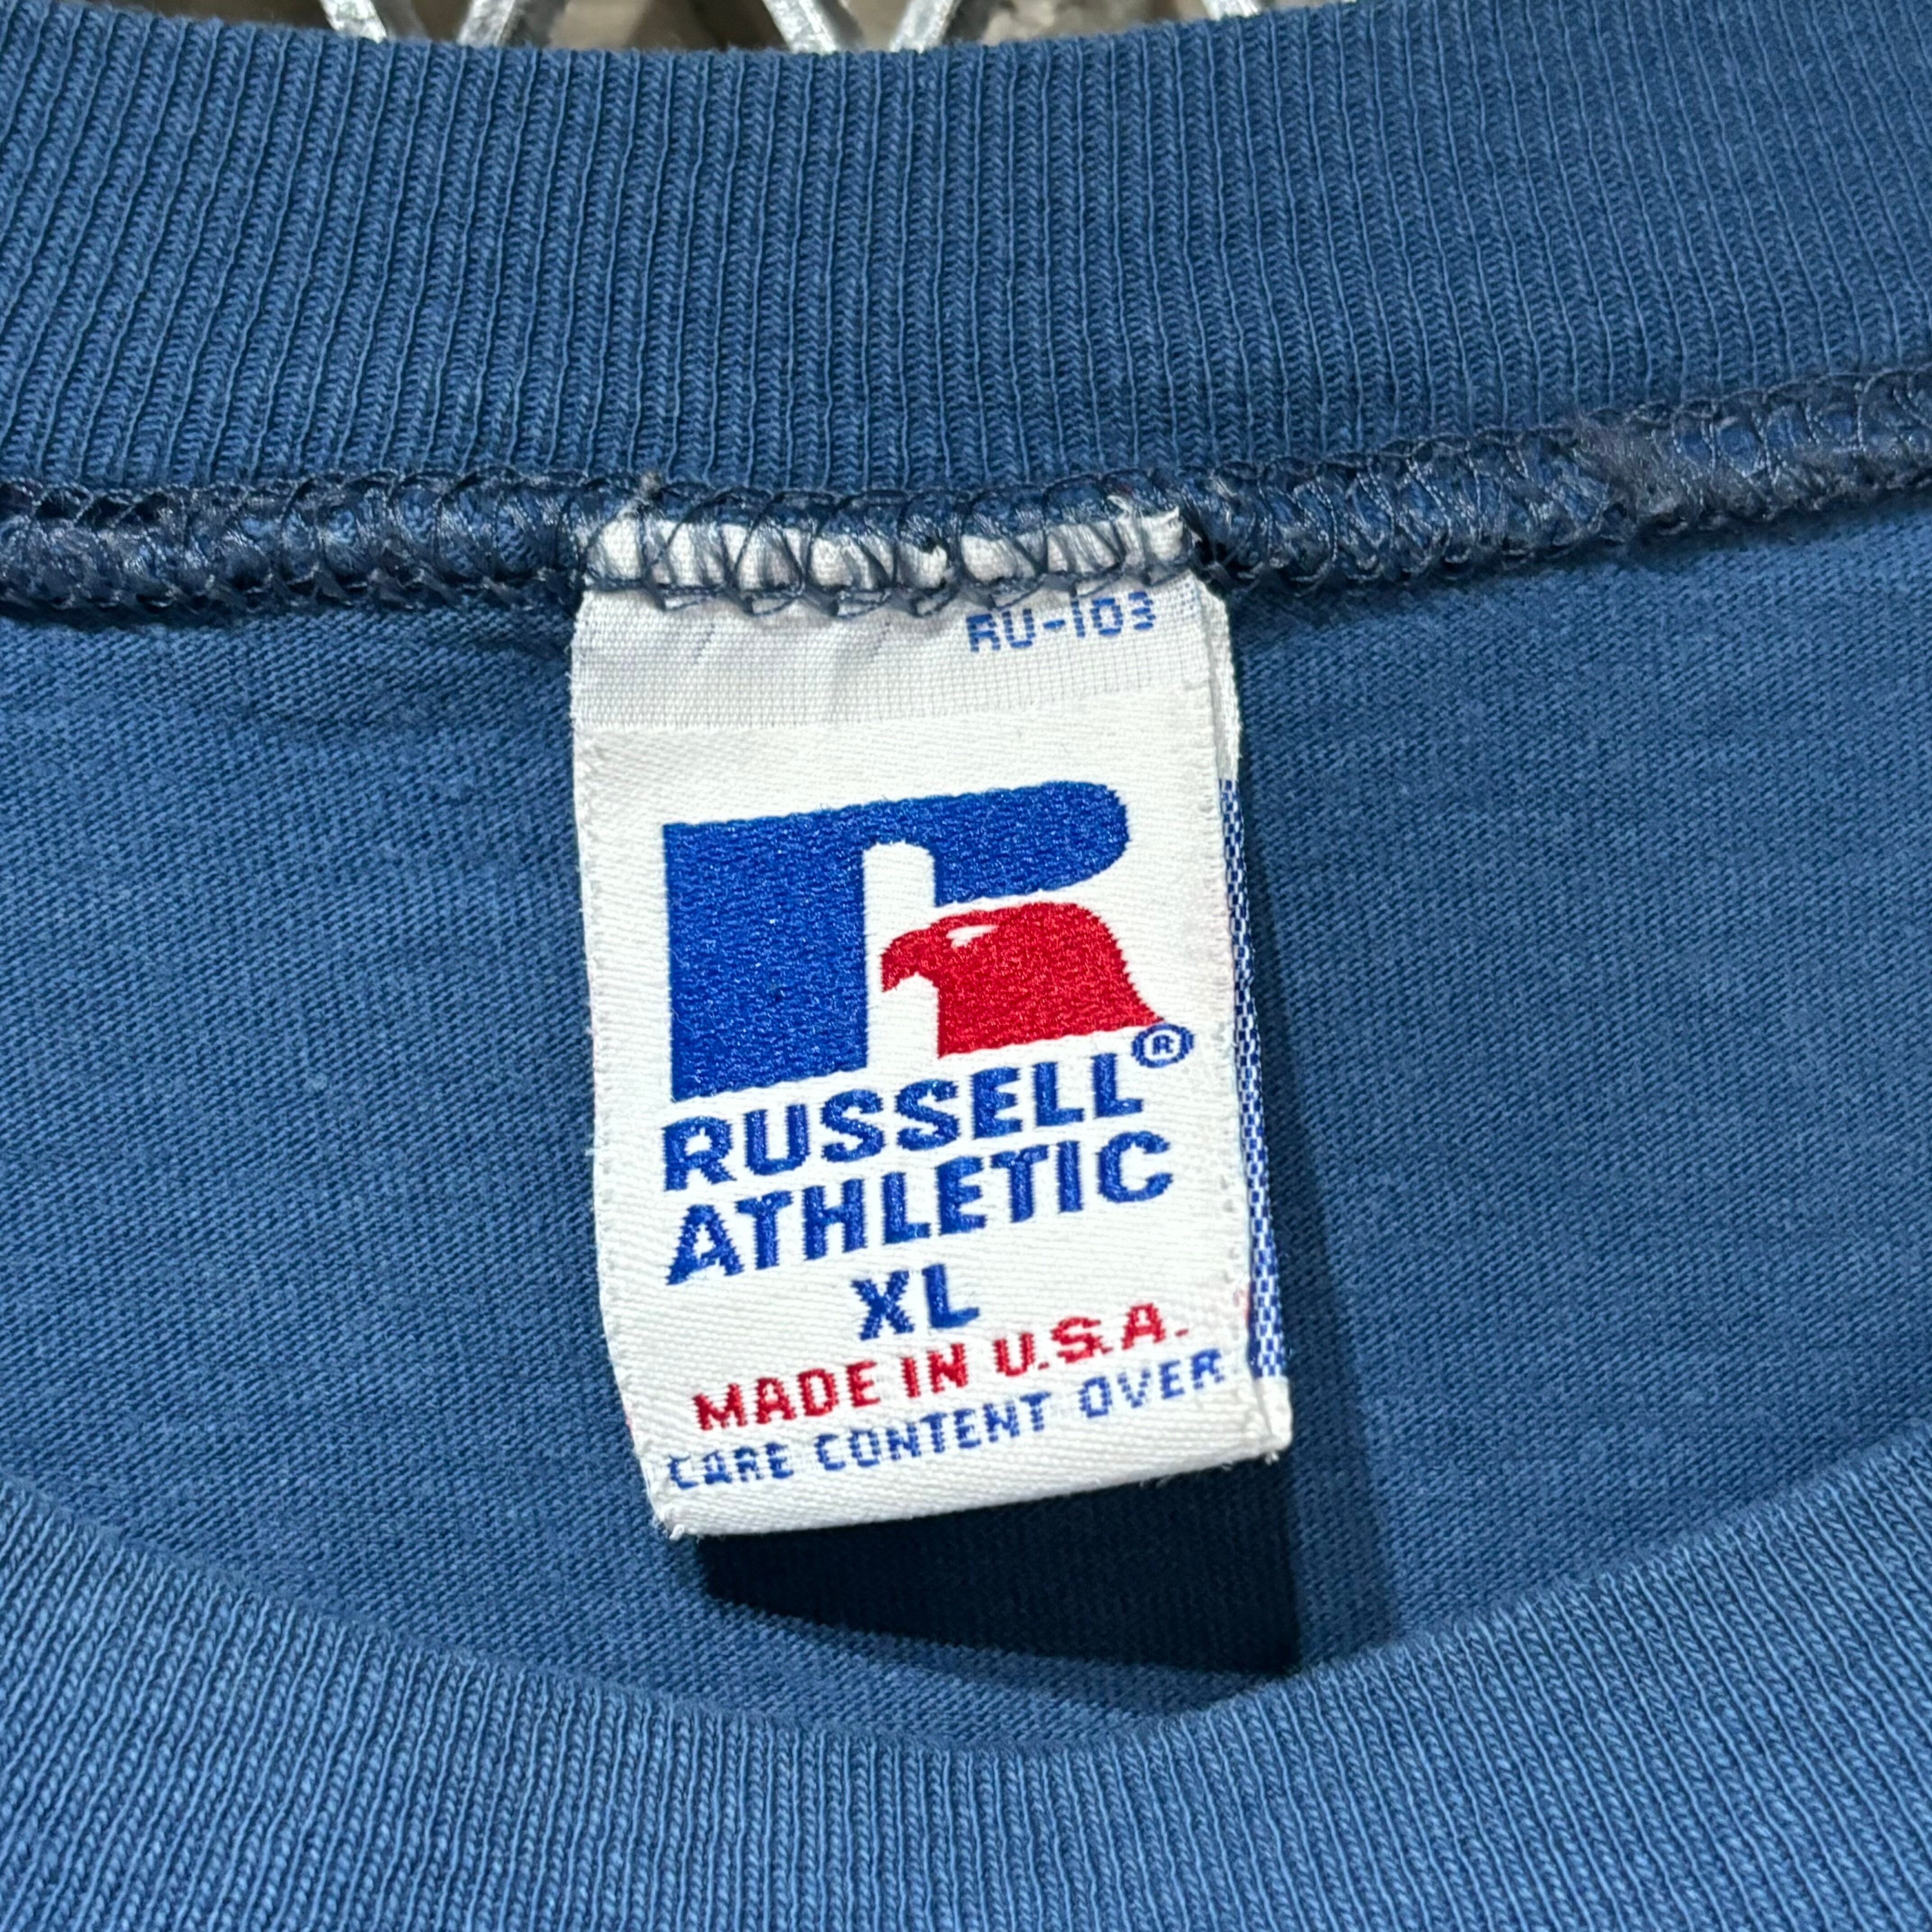 RU-103
RUSSELL®
ATHLETIC
XL
MADE IN U.S.A.
CARE CONTENT OVER